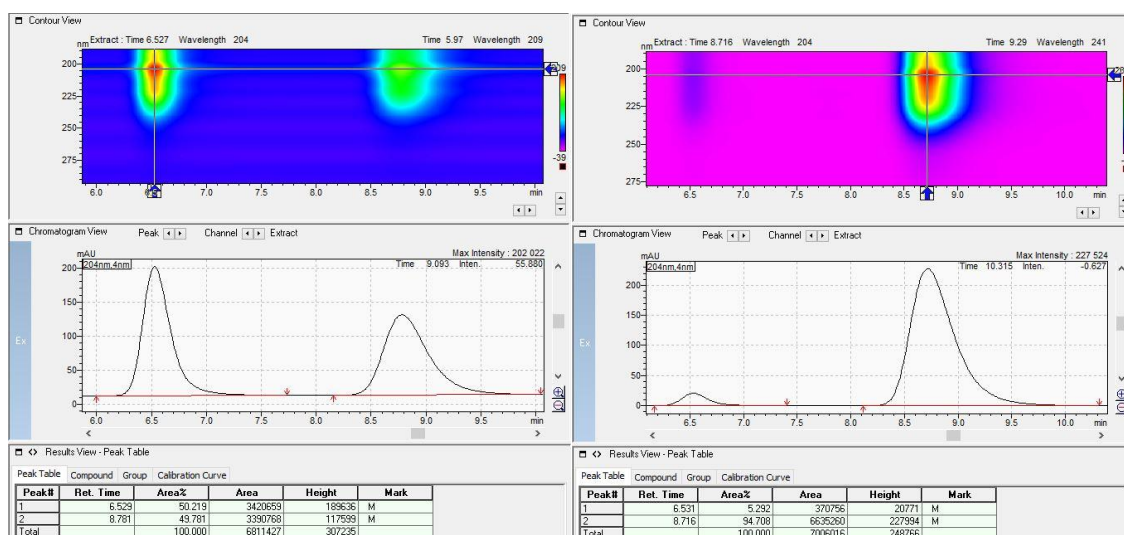 Contour View
nm Extract : Time 6.527 Wavelength 204 Time 5.97 Wavelength 209
200
225
250
275
-39
6.0 7.0 7.5 8.0 8.5 9.0 9.5 min
Chromatogram View Peak Channel Extract
mAU Max Intensity : 202 022
204nm,4nm Time 9.093 Inten. 55.880
200
150
100
50
0
Ex
6.0 6.5 7.0 7.5 8.0 8.5 9.0 9.5 min
Results View - Peak Table
Peak Table Compound Group Calibration Curve
Peak# Ret. Time Area% Area Height Mark
1 6.529 50.219 3420659 189636 M
2 8.781 49.781 3390768 117599 M
Total 100.000 6811427 307235
Contour View
nm Extract : Time 8.716 Wavelength 204 Time 9.29 Wavelength 241
200
225
250
275
6.5 7.0 7.5 8.0 8.5 9.0 9.5 10.0 min
Chromatogram View Peak Channel Extract
mAU Max Intensity : 227 524
204nm,4nm Time 10.315 Inten. -0.627
200
150
100
50
0
Ex
6.5 7.0 7.5 8.0 8.5 9.0 9.5 10.0 min
Results View - Peak Table
Peak Table Compound Group Calibration Curve
Peak# Ret. Time Area% Area Height Mark
1 6.531 5.292 370756 20771 M
2 8.716 94.708 6635260 227994 M
Total 100.000 7006016 248766